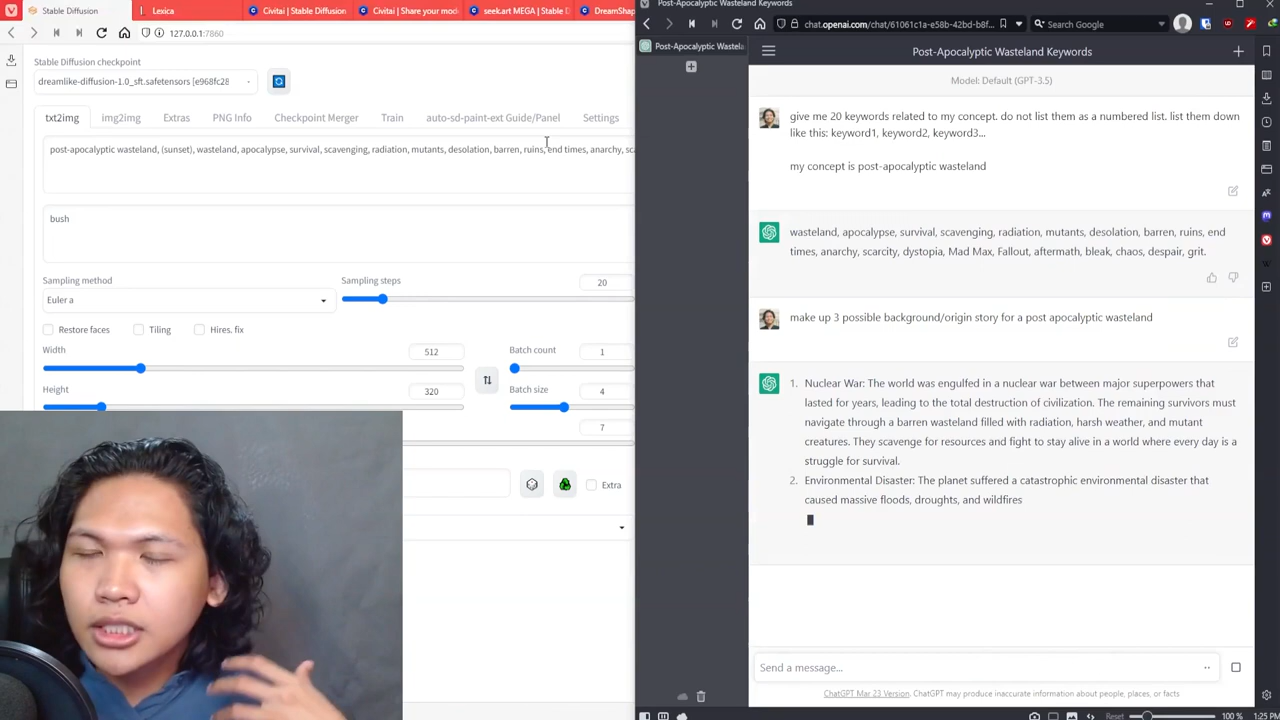 Stable Diffusion
Lexica
Civitai | Stable Diffusion
Civitai | Share your mod
seek.art MEGA | Stable D
DreamShap
127.0.0.1:7860
Stable Diffusion checkpoint
dreamlike-diffusion-1.0_sft.safetensors [e968fc28
txt2img
img2img
Extras
PNG Info
Checkpoint Merger
Train
auto-sd-paint-ext Guide/Panel
Settings
post-apocalyptic wasteland, (sunset), wasteland, apocalypse, survival, scavenging, radiation, mutants, desolation, barren, ruins, end times, anarchy, sc
bush
Sampling method
Sampling steps
20
Euler a
Restore faces
Tiling
Hires. fix
Width
512
Batch count
1
Height
320
Batch size
4
7
Extra
Post-Apocalyptic Wasteland Keywords
chat.openai.com/chat/61061c1a-e58b-42bd-b8f...
Search Google
Post-Apocalyptic Wastela
Post-Apocalyptic Wasteland Keywords
Model: Default (GPT-3.5)
give me 20 keywords related to my concept. do not list them as a numbered list. list them down
like this: keyword1, keyword2, keyword3...
my concept is post-apocalyptic wasteland
wasteland, apocalypse, survival, scavenging, radiation, mutants, desolation, barren, ruins, end
times, anarchy, scarcity, dystopia, Mad Max, Fallout, aftermath, bleak, chaos, despair, grit.
make up 3 possible background/origin story for a post apocalyptic wasteland
1. Nuclear War: The world was engulfed in a nuclear war between major superpowers that
lasted for years, leading to the total destruction of civilization. The remaining survivors must
navigate through a barren wasteland filled with radiation, harsh weather, and mutant
creatures. They scavenge for resources and fight to stay alive in a world where every day is a
struggle for survival.
2. Environmental Disaster: The planet suffered a catastrophic environmental disaster that
caused massive floods, droughts, and wildfires
Send a message...
ChatGPT Mar 23 Version. ChatGPT may produce inaccurate information about people, places, or facts
Reset
100 %
1:25 PM